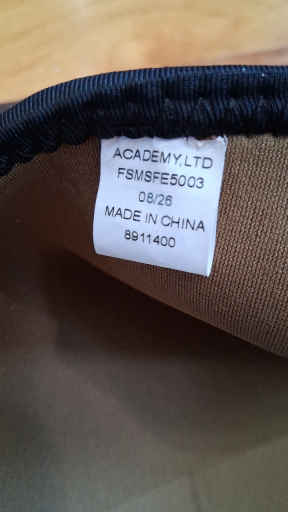 ACADEMY,LTD
FSMSFE5003
08/26
MADE IN CHINA
8911400